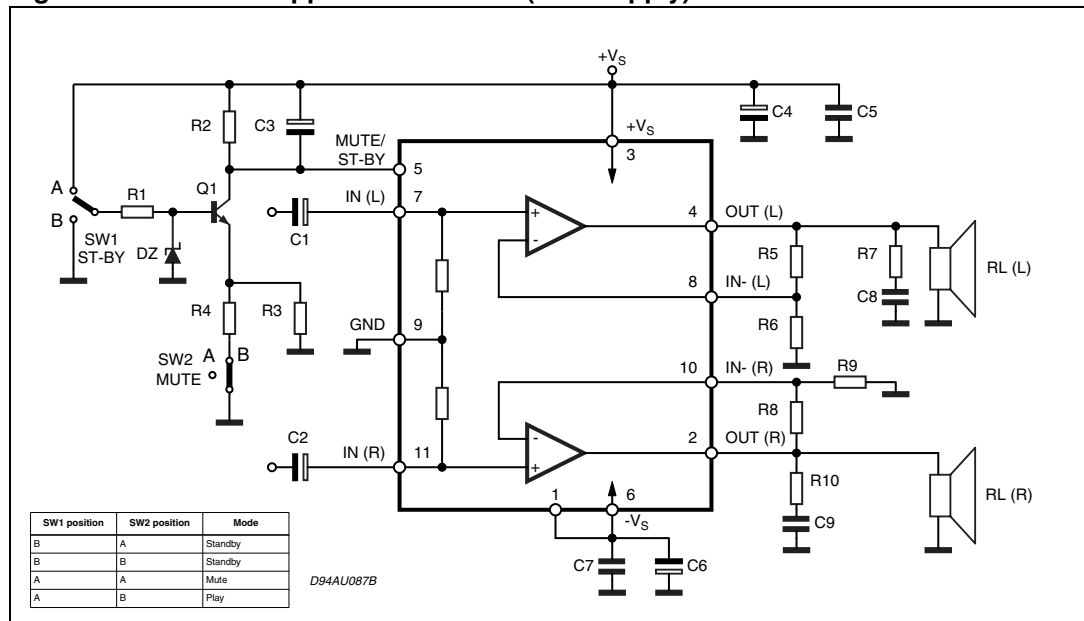 +VS
R2
C3
C4
C5
MUTE/
ST-BY
5
+VS
3
A
B
R1
Q1
IN (L)
7
C1
SW1
ST-BY
DZ
4
OUT (L)
R5
R7
RL (L)
8
IN- (L)
C8
R4
R3
GND
9
R6
SW2
MUTE
A
B
10
IN- (R)
R9
R8
C2
IN (R)
11
2
OUT (R)
R10
RL (R)
1
6
-VS
C9
C7
C6
SW1 position SW2 position Mode
B A Standby
B B Standby
A A Mute
A B Play
D94AU087B